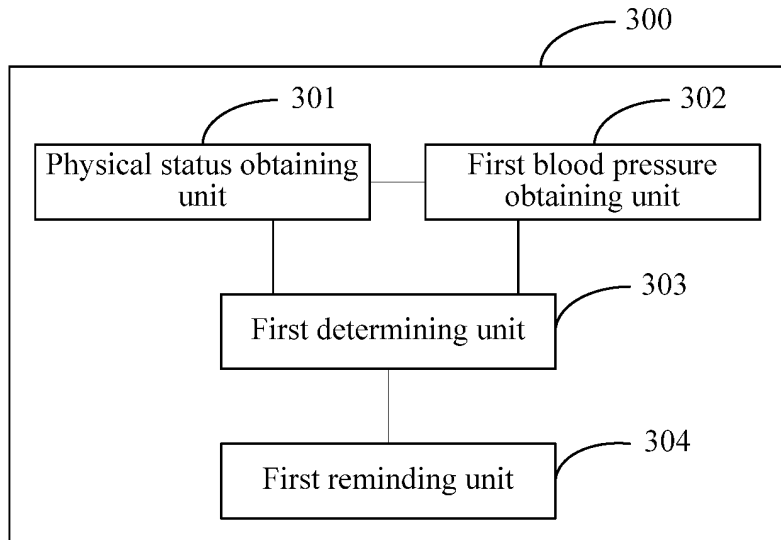 300
301
302
Physical status obtaining
unit
First blood pressure
obtaining unit
303
First determining unit
304
First reminding unit